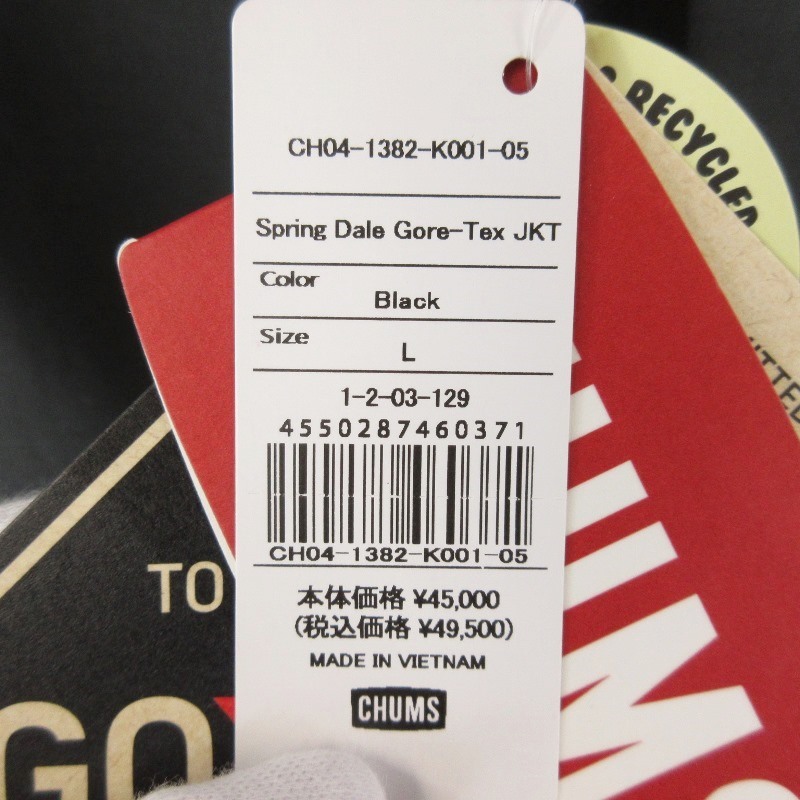 CH04-1382-K001-05
Spring Dale Gore-Tex JKT
Color
Black
Size
L
1-2-03-129
4550287460371
CH04-1382-K001-05
本体価格 ¥45,000
(税込価格 ¥49,500)
MADE IN VIETNAM
CHUMS
RECYCLED
TO
GO